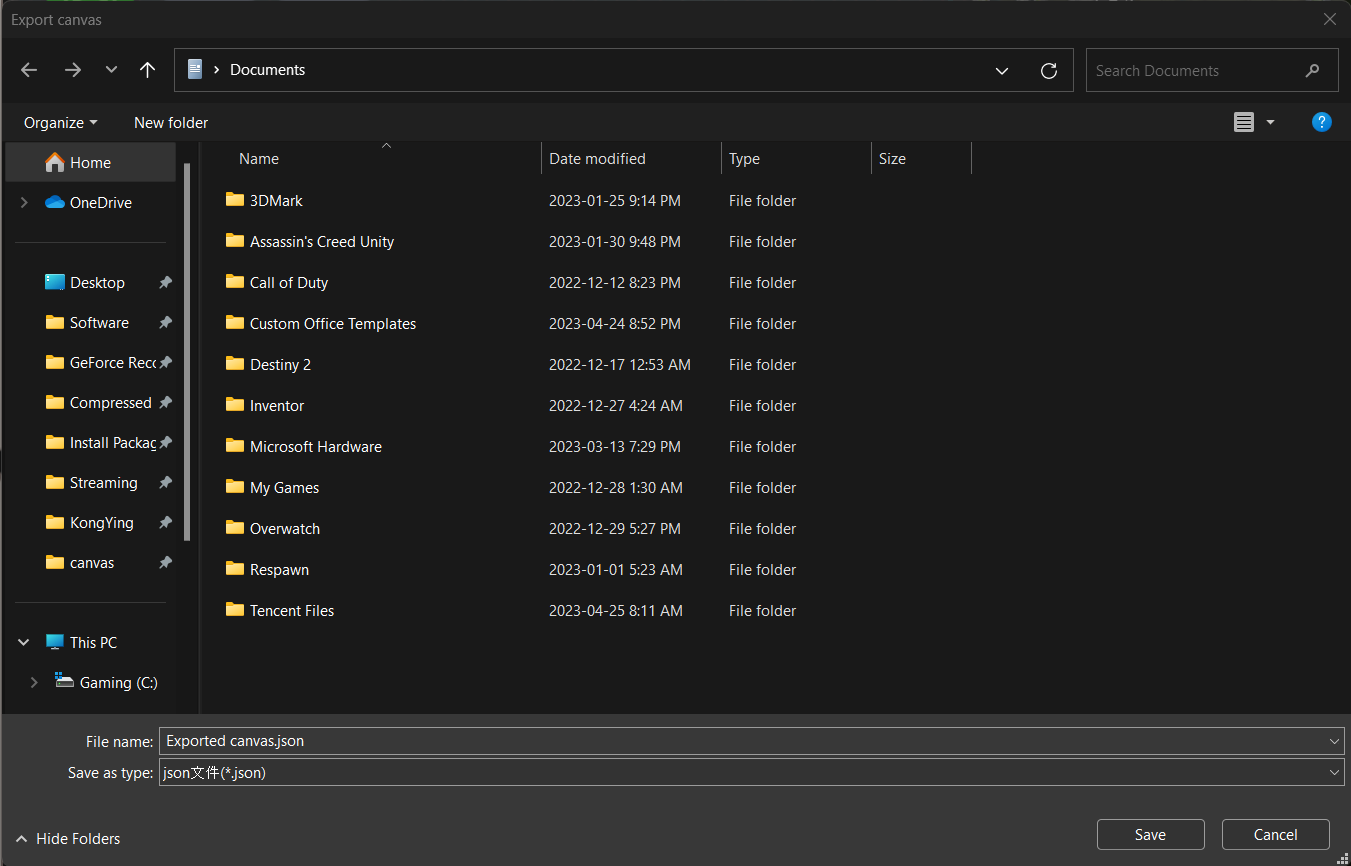 Export canvas
Documents
Search Documents
Organize
New folder
?
Home
OneDrive
Desktop
Software
GeForce Reco
Compressed
Install Packag
Streaming
KongYing
canvas
This PC
Gaming (C:)
Name Date modified Type Size
3DMark 2023-01-25 9:14 PM File folder
Assassin's Creed Unity 2023-01-30 9:48 PM File folder
Call of Duty 2022-12-12 8:23 PM File folder
Custom Office Templates 2023-04-24 8:52 PM File folder
Destiny 2 2022-12-17 12:53 AM File folder
Inventor 2022-12-27 4:24 AM File folder
Microsoft Hardware 2023-03-13 7:29 PM File folder
My Games 2022-12-28 1:30 AM File folder
Overwatch 2022-12-29 5:27 PM File folder
Respawn 2023-01-01 5:23 AM File folder
Tencent Files 2023-04-25 8:11 AM File folder
File name: Exported canvas.json
Save as type: json文件(*.json)
Hide Folders
Save
Cancel